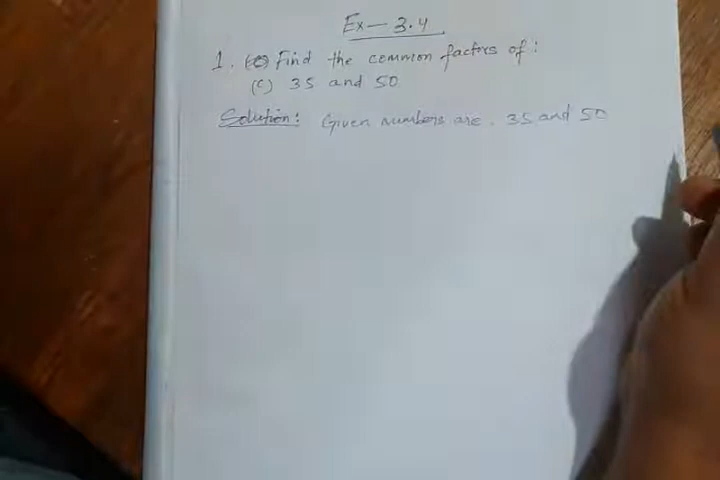 Ex - 3.4
1. Find the common factors of :
(c) 35 and 50
Solution : Given numbers are . 35 and 50